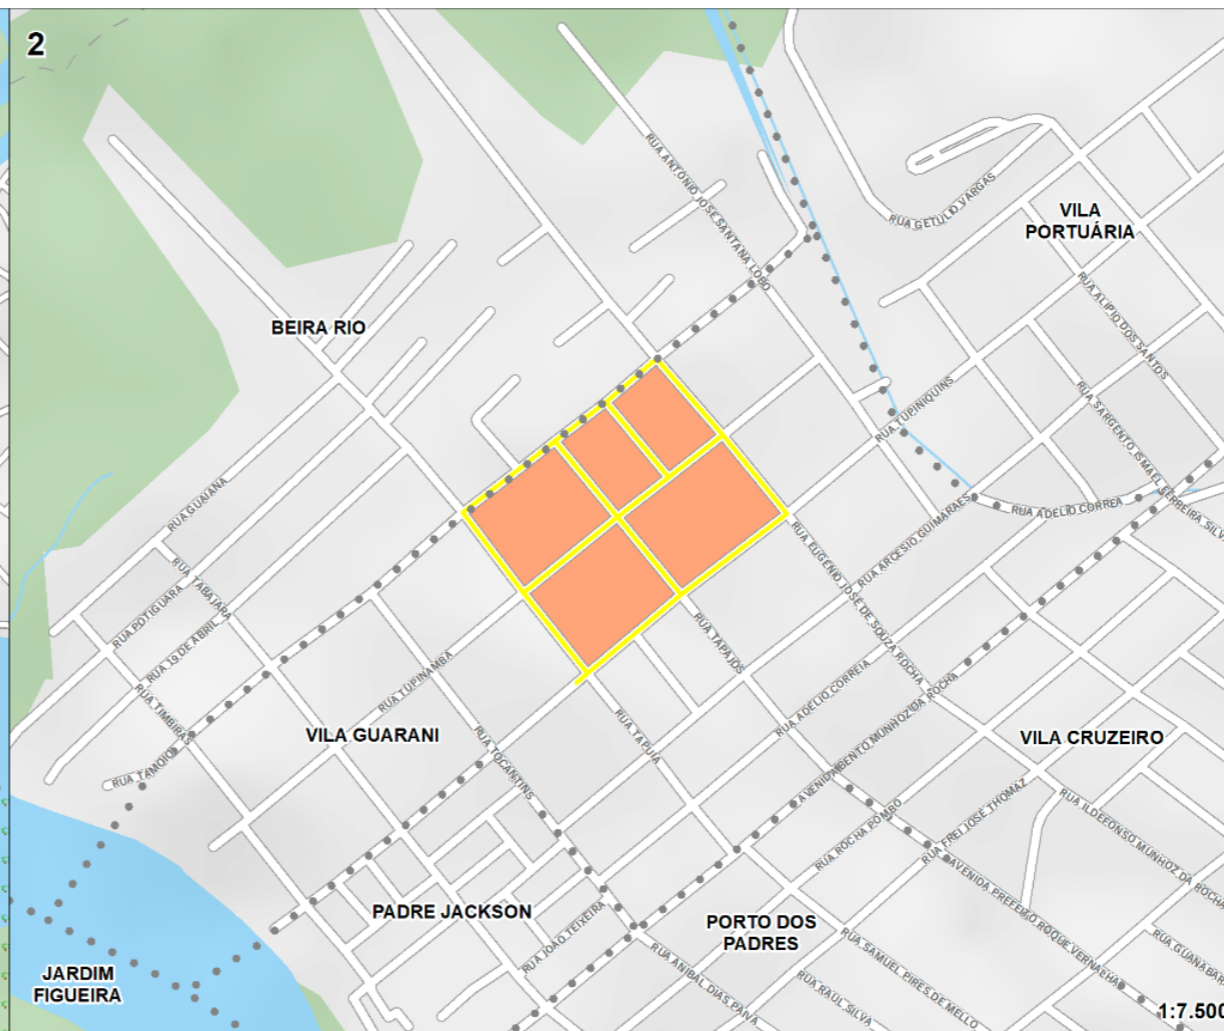 2
RUA ANTONIO JOSE SANTANA LOBO
RUA GETULIO VARGAS
VILA
PORTUÁRIA
RUA ALIPIO DOS SANTOS
BEIRA RIO
RUA TUPINIQUINS
RUA SARGENTO ISMAEL FERREIRA SILVA
RUA GUAIANA
RUA ADELIO CORREA
RUA ARCESIO GUIMARAES
RUA EUGENIO JOSE DE SOUZA ROCHA
RUA TABAJARA
RUA POTIGUARA
RUA 19 DE ABRIL
RUA TAPAJOS
RUA TUPINAMBA
RUA TIMBIRAS
RUA ADELIO CORREIA
AVENIDA BENTO MUNHOZ DA ROCHA
VILA GUARANI
RUA TAPUIA
RUA TOCANTINS
VILA CRUZEIRO
RUA TAMOIO
RUA ROCHA POMBO
RUA FREI JOSE THOMAZ
RUA ILDEFONSO MUNHOZ DA ROCHA
AVENIDA PREFEITO ROQUE VERNALHA
PADRE JACKSON
RUA JOAO TEIXEIRA
PORTO DOS
PADRES
RUA SAMUEL PIRES DE MELLO
RUA GUANABAR
RUA ANIBAL DIAS PAIVA
RUA RAUL SILVA
JARDIM
FIGUEIRA
1:7.500